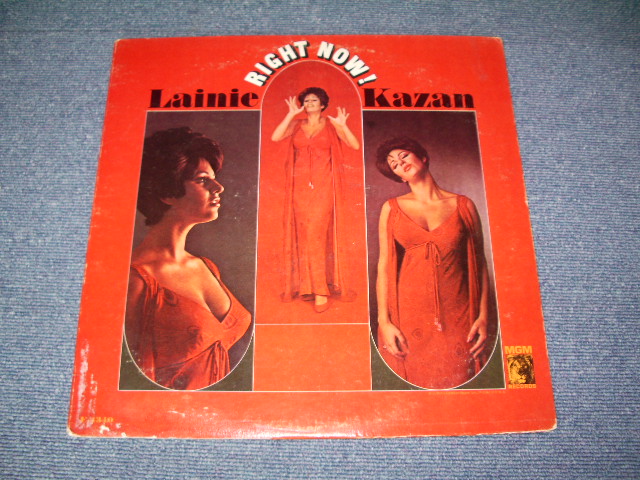 RIGHT NOW!
Lainie Kazan
MGM
RECORDS